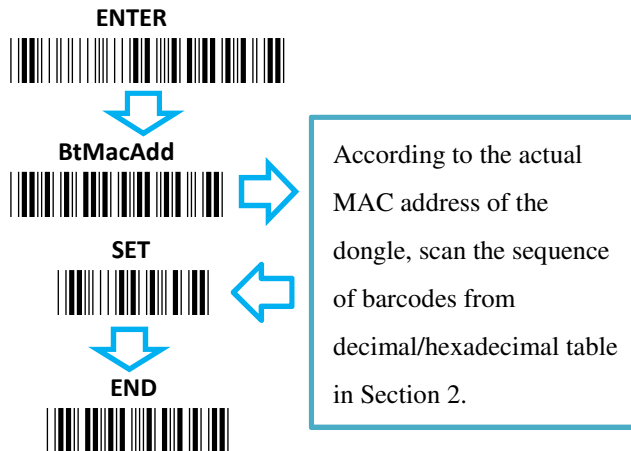 ENTER
BtMacAdd
According to the actual
MAC address of the
dongle, scan the sequence
of barcodes from
decimal/hexadecimal table
in Section 2.
SET
END